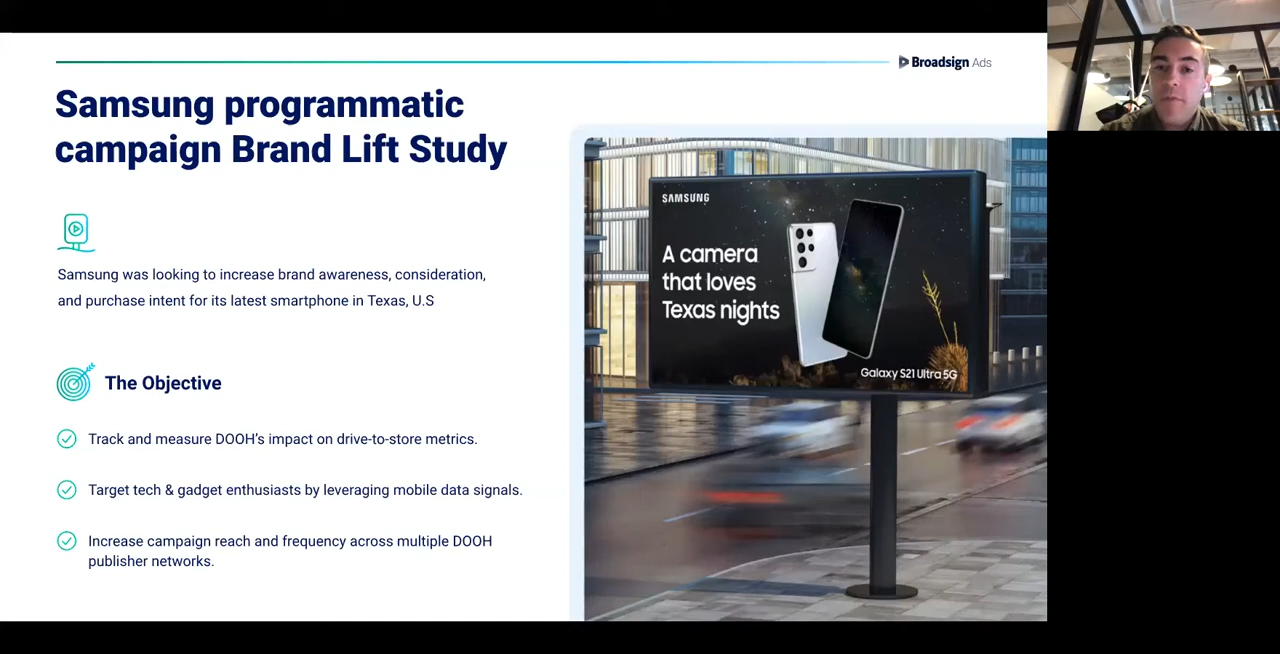 Broadsign Ads
Samsung programmatic
campaign Brand Lift Study
Samsung was looking to increase brand awareness, consideration,
and purchase intent for its latest smartphone in Texas, U.S
The Objective
Track and measure DOOH’s impact on drive-to-store metrics.
Target tech & gadget enthusiasts by leveraging mobile data signals.
Increase campaign reach and frequency across multiple DOOH
publisher networks.
SAMSUNG
A camera
that loves
Texas nights
Galaxy S21 Ultra 5G